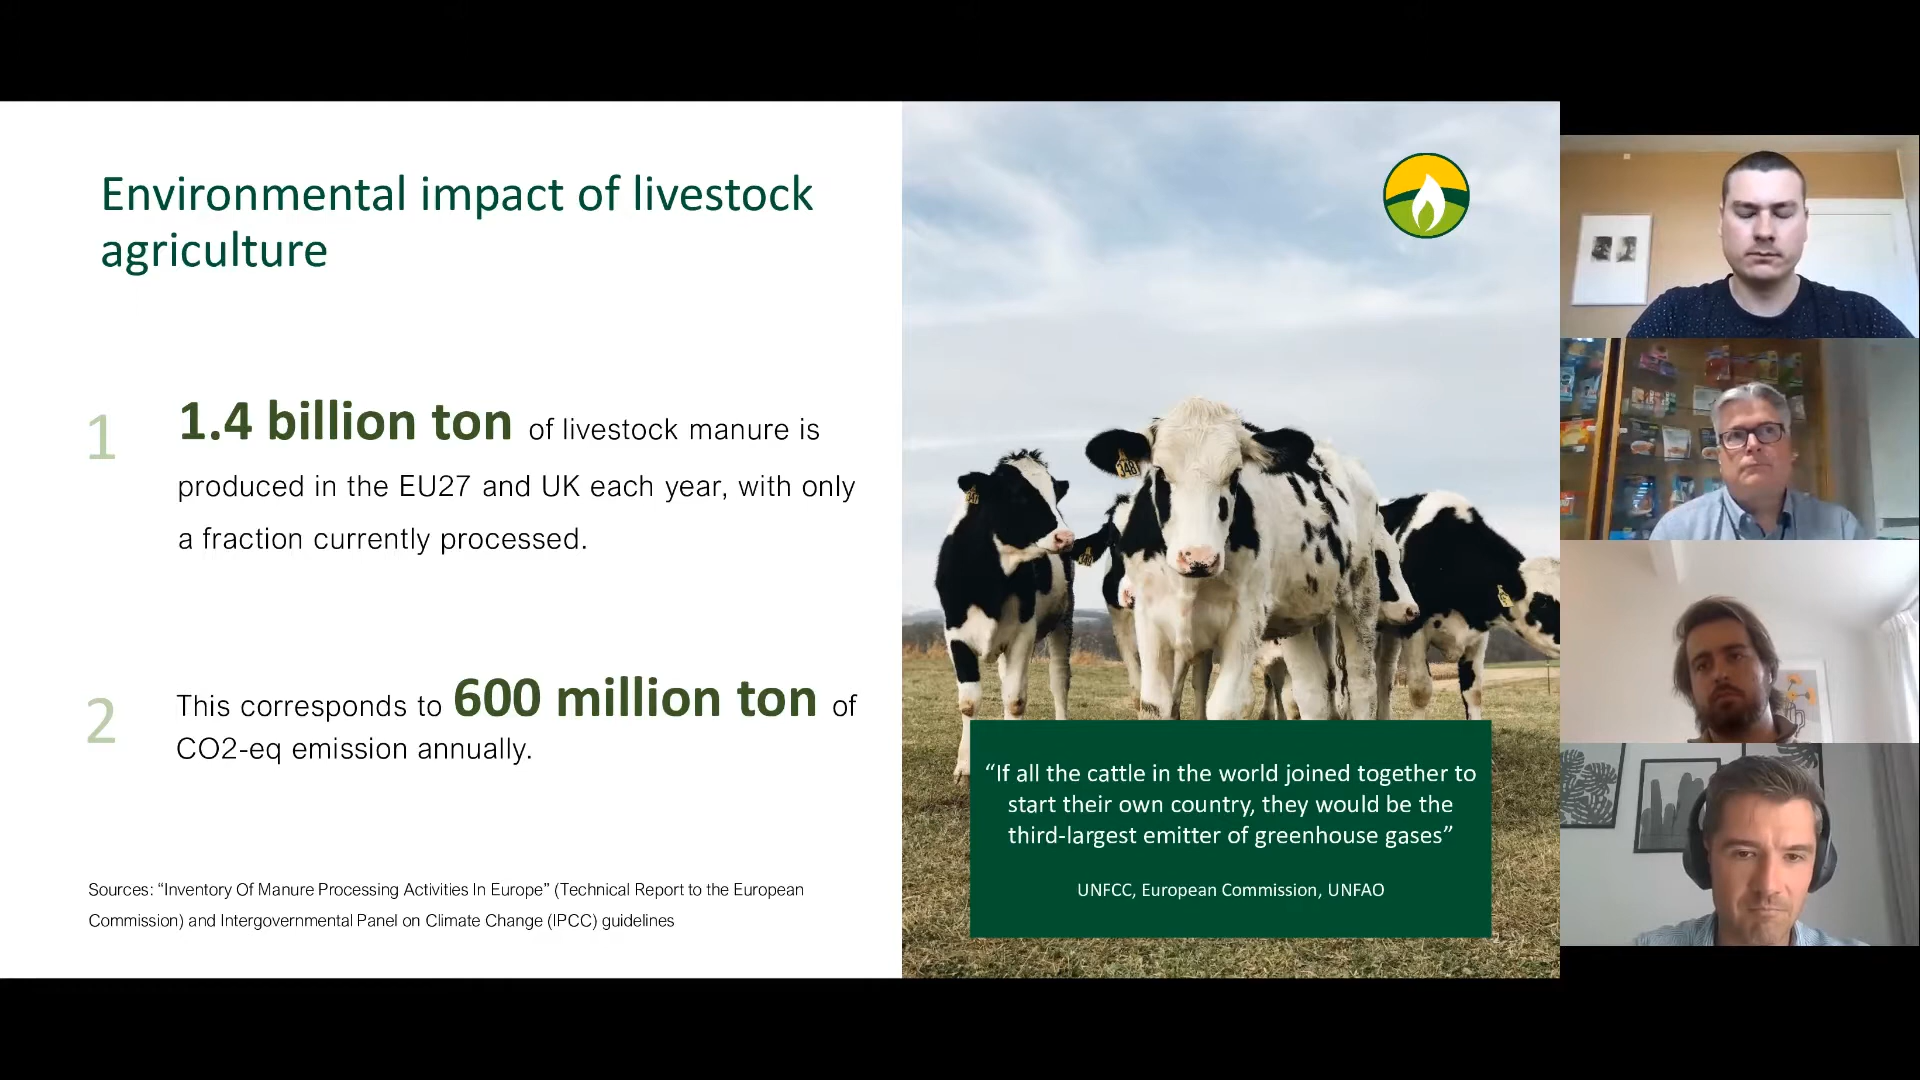 Environmental impact of livestock
agriculture
1
1.4 billion ton of livestock manure is
produced in the EU27 and UK each year, with only
a fraction currently processed.
2
This corresponds to 600 million ton of
CO2-eq emission annually.
Sources: “Inventory Of Manure Processing Activities In Europe” (Technical Report to the European
Commission) and Intergovernmental Panel on Climate Change (IPCC) guidelines
348
“If all the cattle in the world joined together to
start their own country, they would be the
third-largest emitter of greenhouse gases”
UNFCC, European Commission, UNFAO